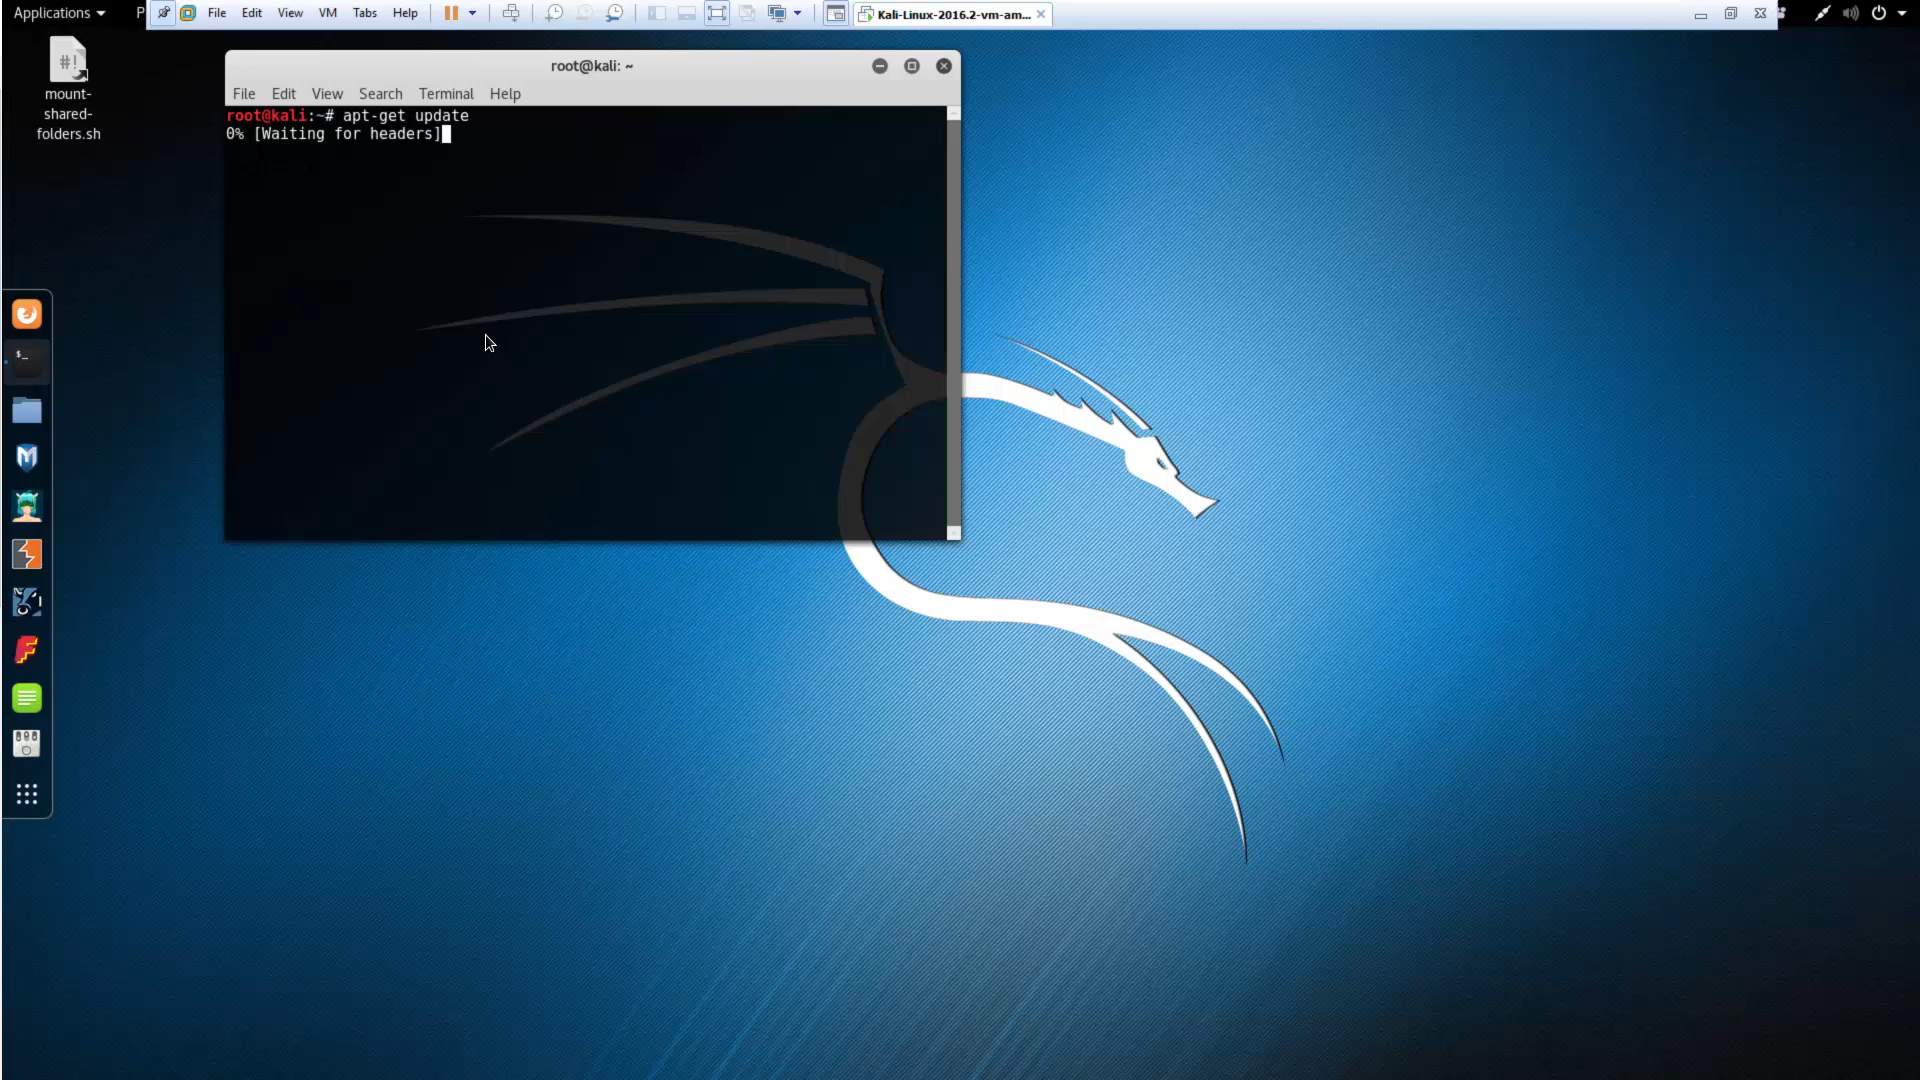 Applications
P
File Edit View VM Tabs Help
Kali-Linux-2016.2-vm-am...
mount-
shared-
folders.sh
root@kali: ~
File Edit View Search Terminal Help
root@kali:~# apt-get update
0% [Waiting for headers]